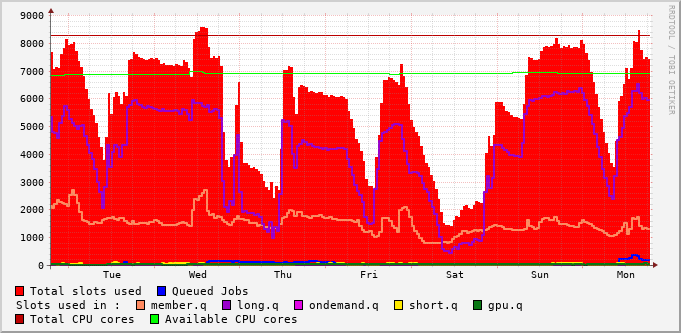 9000
8000
7000
6000
5000
4000
3000
2000
1000
0
Tue Wed Thu Fri Sat Sun Mon
RRDTOOL / TOBI OETIKER
Total slots used Queued Jobs
Slots used in : member.q long.q ondemand.q short.q gpu.q
Total CPU cores Available CPU cores